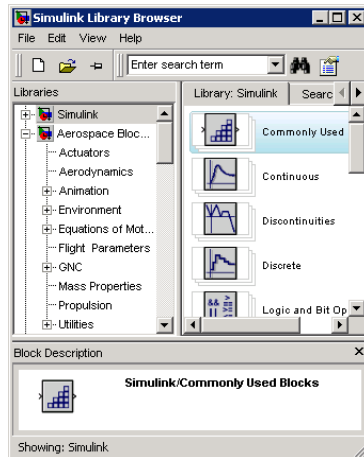 Simulink Library Browser
File Edit View Help
Enter search term
Libraries
Library: Simulink
Searc
Simulink
Aerospace Bloc...
Actuators
Aerodynamics
Animation
Environment
Equations of Mot...
Flight Parameters
GNC
Mass Properties
Propulsion
Utilities
Commonly Used
Continuous
Discontinuities
Discrete
Logic and Bit Op
Block Description
Simulink/Commonly Used Blocks
Showing: Simulink